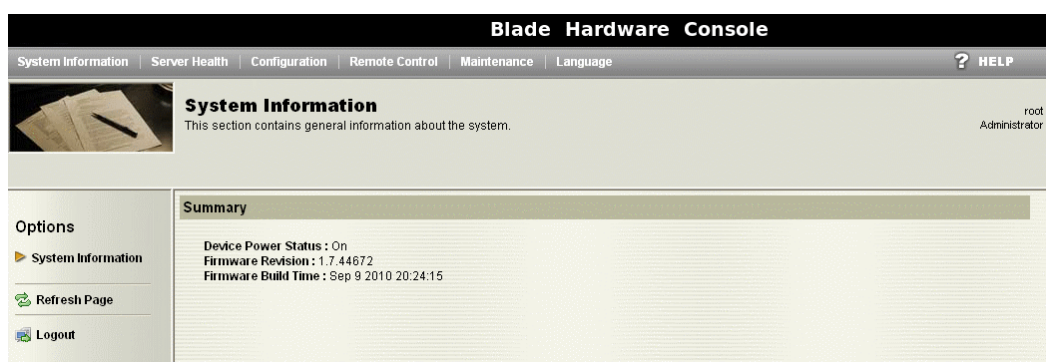 Blade Hardware Console
System Information | Server Health | Configuration | Remote Control | Maintenance | Language
? HELP
System Information
This section contains general information about the system.
root
Administrator
Options
System Information
Refresh Page
Logout
Summary
Device Power Status : On
Firmware Revision : 1.7.44672
Firmware Build Time : Sep 9 2010 20:24:15